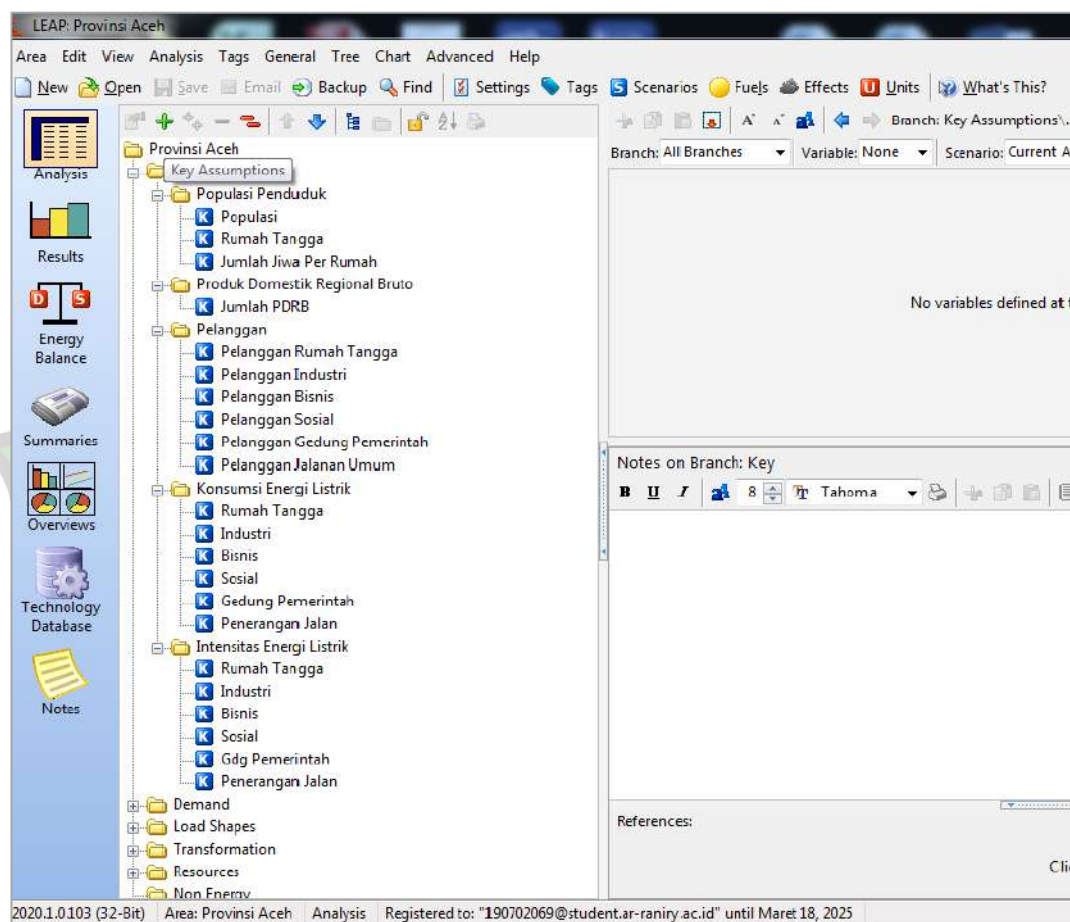 LEAP: Provinsi Aceh
Area Edit View Analysis Tags General Tree Chart Advanced Help
New Open Save Email Backup Find Settings Tags Scenarios Fuels Effects Units What's This?
Branch: Key Assumptions\.
Branch: All Branches Variable: None Scenario: Current A
Analysis
Results
Energy
Balance
Summaries
Overviews
Technology
Database
Notes
Provinsi Aceh
Key Assumptions
Populasi Penduduk
Populasi
Rumah Tangga
Jumlah Jiwa Per Rumah
Produk Domestik Regional Bruto
Jumlah PDRB
Pelanggan
Pelanggan Rumah Tangga
Pelanggan Industri
Pelanggan Bisnis
Pelanggan Sosial
Pelanggan Gedung Pemerintah
Pelanggan Jalanan Umum
Konsumsi Energi Listrik
Rumah Tangga
Industri
Bisnis
Sosial
Gedung Pemerintah
Penerangan Jalan
Intensitas Energi Listrik
Rumah Tangga
Industri
Bisnis
Sosial
Gdg Pemerintah
Penerangan Jalan
Demand
Load Shapes
Transformation
Resources
Non Energy
No variables defined at t
Notes on Branch: Key
B U I 8 Tahoma
References:
Clic
2020.1.0103 (32-Bit) Area: Provinsi Aceh Analysis Registered to: "190702069@student.ar-raniry.ac.id" until Maret 18, 2025